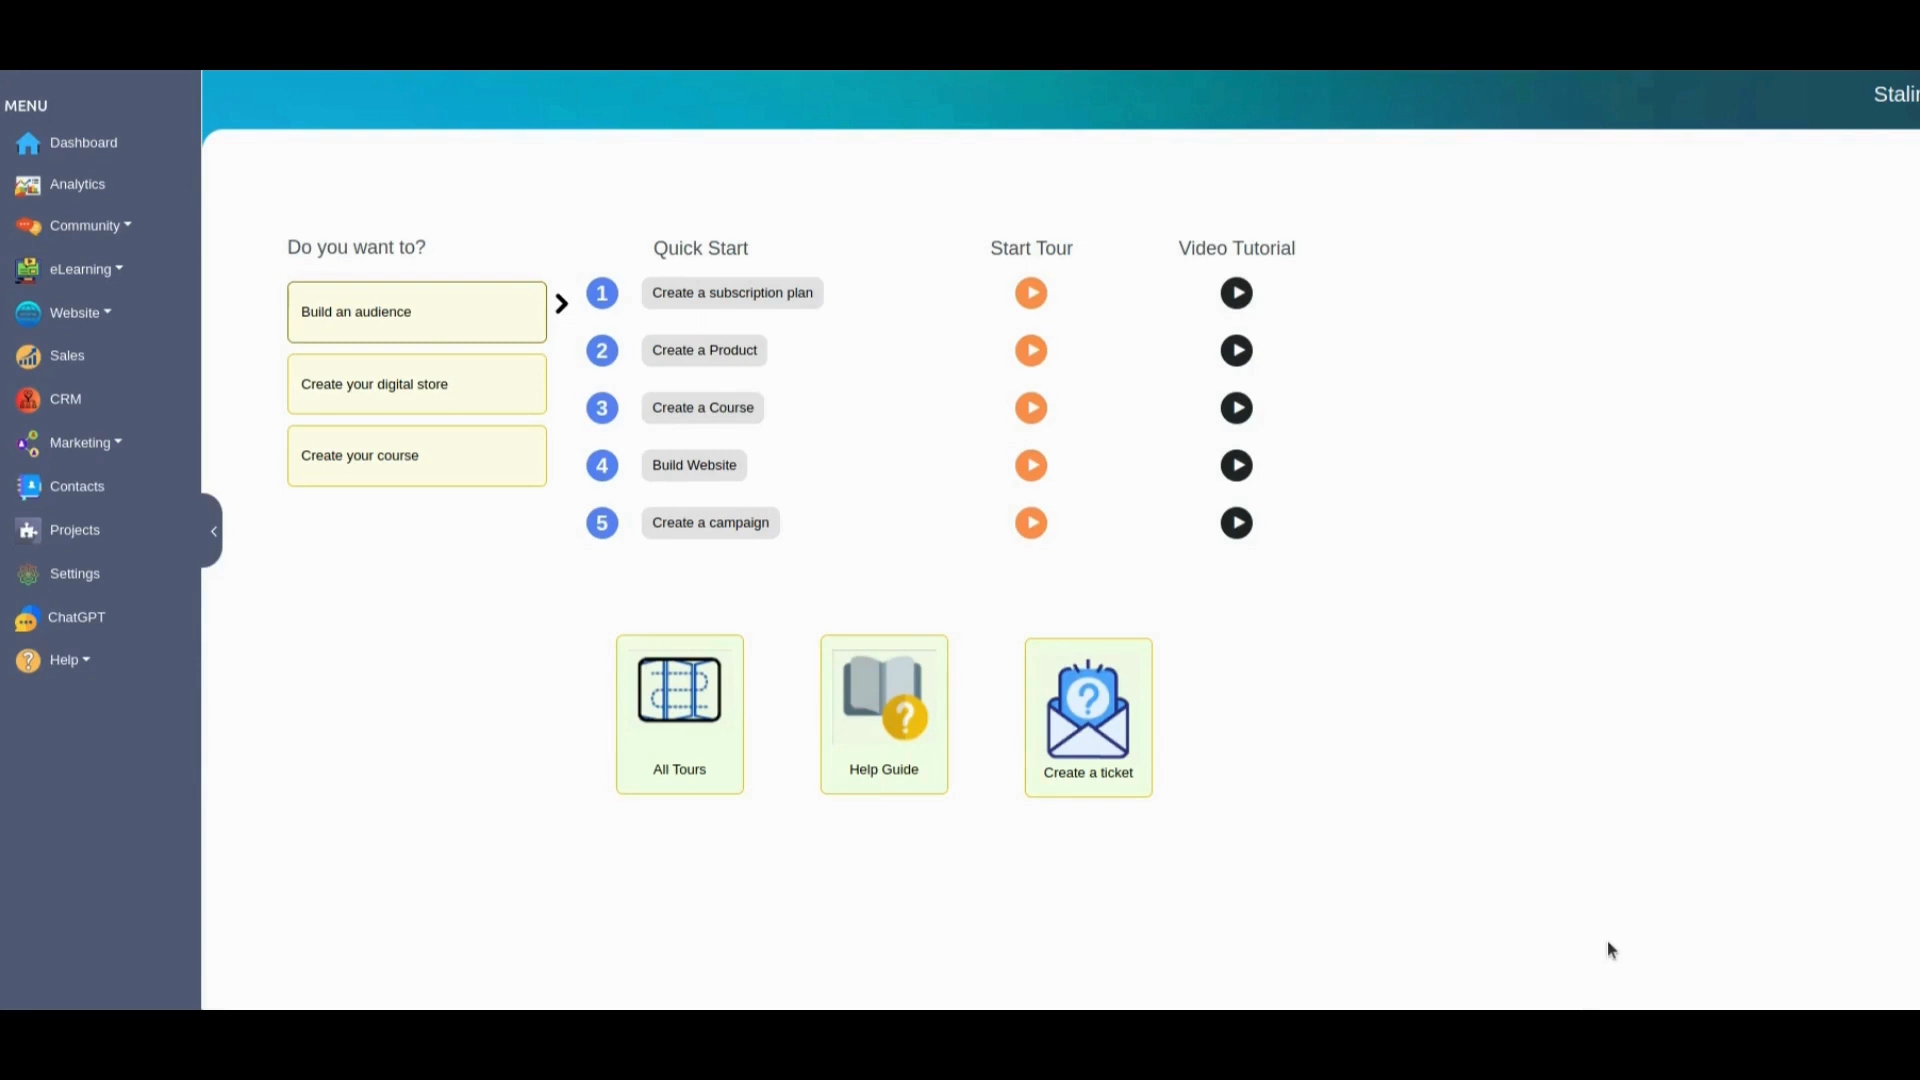 MENU
Dashboard
Analytics
Community
eLearning
Website
Sales
CRM
Marketing
Contacts
Projects
Settings
ChatGPT
Help
Stalin
Do you want to?
Build an audience
Create your digital store
Create your course
Quick Start
Start Tour
Video Tutorial
1 Create a subscription plan
2 Create a Product
3 Create a Course
4 Build Website
5 Create a campaign
All Tours
Help Guide
Create a ticket